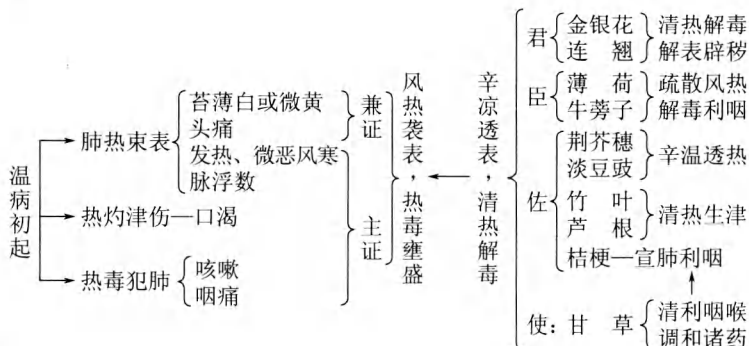 温病初起
肺热束表
苔薄白或微黄
头痛
发热、微恶风寒
脉浮数
热灼津伤—口渴
热毒犯肺
咳嗽
咽痛
兼证
主证
风热袭表，热毒壅盛
辛凉透表，清热解毒
君
金银花
连 翘
清热解毒
解表辟秽
臣
薄 荷
牛蒡子
疏散风热
解毒利咽
佐
荆芥穗
淡豆豉
辛温透热
竹 叶
芦 根
清热生津
桔梗—宣肺利咽
使：甘 草
清利咽喉
调和诸药